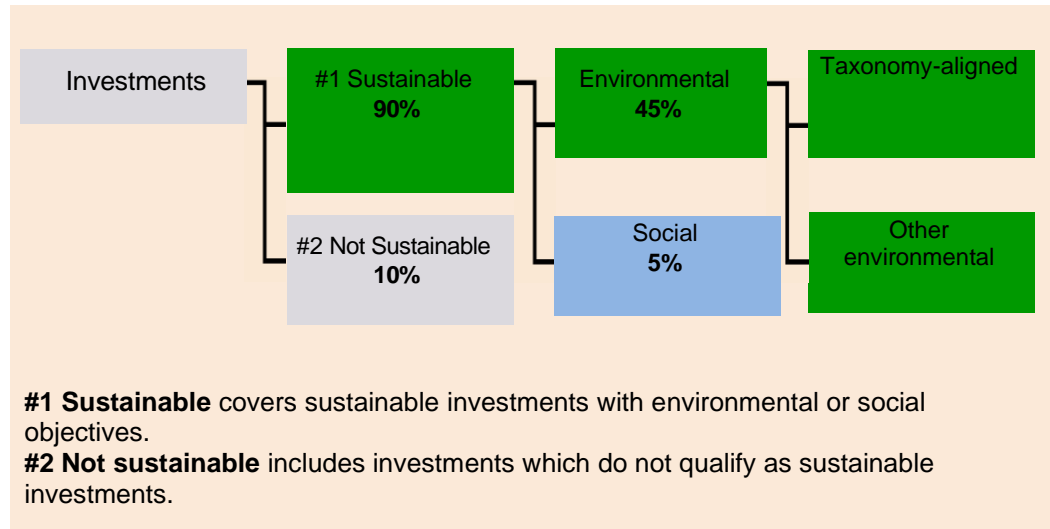 Investments
#1 Sustainable
90%
#2 Not Sustainable
10%
Environmental
45%
Social
5%
Taxonomy-aligned
Other
environmental
#1 Sustainable covers sustainable investments with environmental or social
objectives.
#2 Not sustainable includes investments which do not qualify as sustainable
investments.